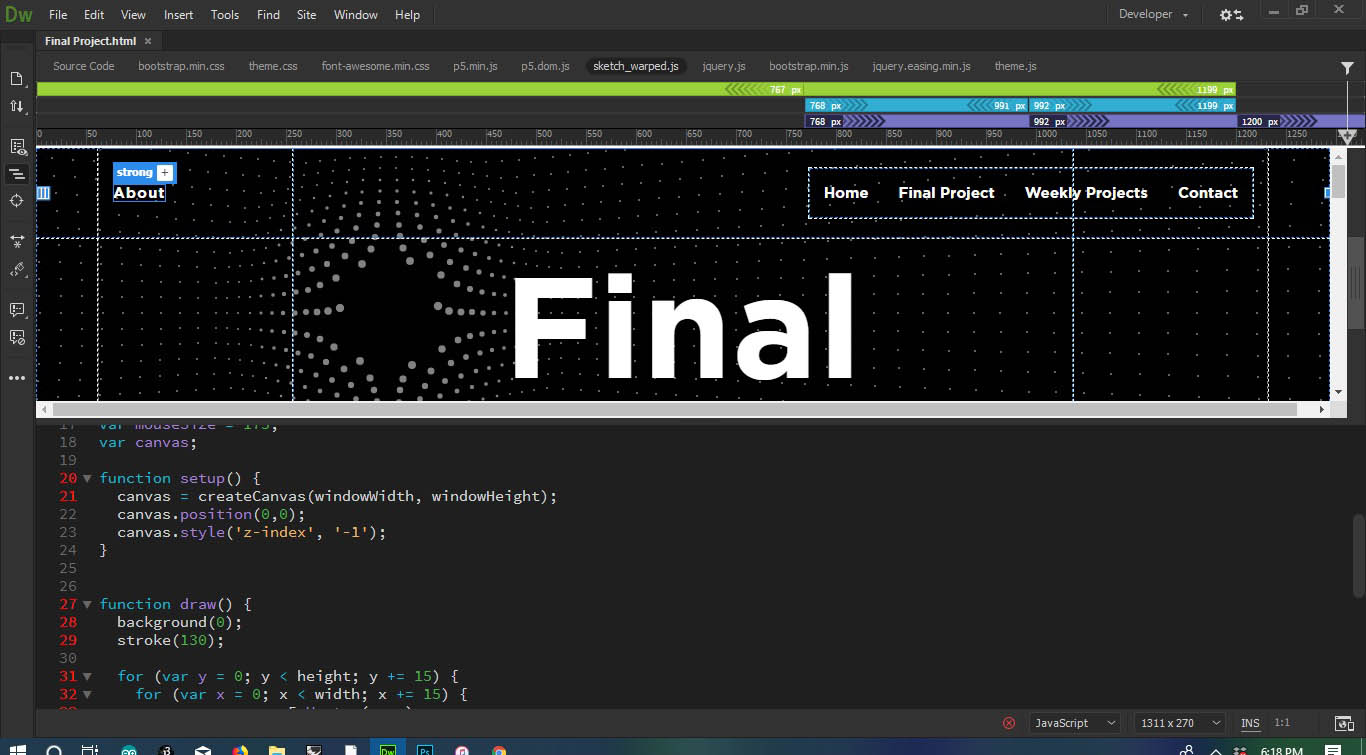 Dw File Edit View Insert Tools Find Site Window Help Developer
Final Project.html ×
Source Code bootstrap.min.css theme.css font-awesome.min.css p5.min.js p5.dom.js sketch_warped.js jquery.js bootstrap.min.js jquery.easing.min.js theme.js
767 px 1199 px
768 px 991 px 992 px 1199 px
768 px 992 px 1200 px
0 50 100 150 200 250 300 350 400 450 500 550 600 650 700 750 800 850 900 950 1000 1050 1100 1150 1200 1250
strong +
About Home Final Project Weekly Projects Contact
Final
17 var mouseSize = 175;
18 var canvas;
19
20 function setup() {
21 canvas = createCanvas(windowWidth, windowHeight);
22 canvas.position(0,0);
23 canvas.style('z-index', '-1');
24 }
25
26
27 function draw() {
28 background(0);
29 stroke(130);
30
31 for (var y = 0; y < height; y += 15) {
32 for (var x = 0; x < width; x += 15) {
JavaScript 1311 x 270 INS 1:1
Dw Ps 6:18 PM